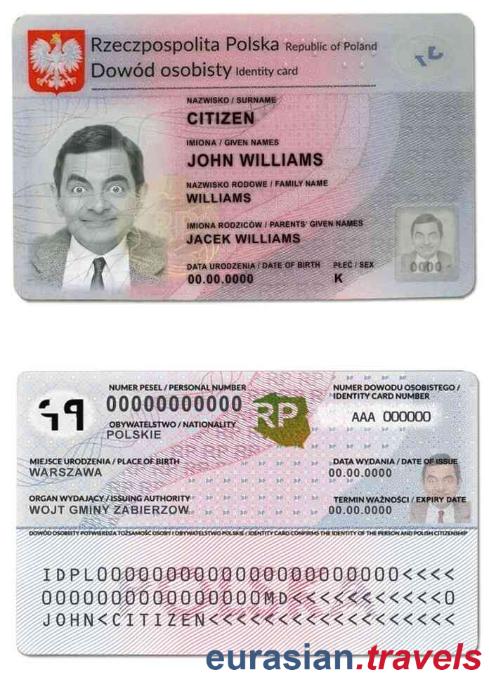 Rzeczpospolita Polska Republic of Poland
Dowód osobisty Identity card
NAZWISKO / SURNAME
CITIZEN
IMIONA / GIVEN NAMES
JOHN WILLIAMS
NAZWISKO RODOWE / FAMILY NAME
WILLIAMS
IMIONA RODZICÓW / PARENTS' GIVEN NAMES
JACEK WILLIAMS
DATA URODZENIA / DATE OF BIRTH PŁEĆ / SEX
00.00.0000 K
0000
NUMER PESEL / PERSONAL NUMBER
00000000000
OBYWATELSTWO / NATIONALITY
POLSKIE
RP
NUMER DOWODU OSOBISTEGO /
IDENTITY CARD NUMBER
AAA 000000
MIEJSCE URODZENIA / PLACE OF BIRTH
WARSZAWA
DATA WYDANIA / DATE OF ISSUE
00.00.0000
ORGAN WYDAJĄCY / ISSUING AUTHORITY
WOJT GMINY ZABIERZOW
TERMIN WAŻNOŚCI / EXPIRY DATE
00.00.0000
DOWÓD OSOBISTY POTWIERDZA TOŻSAMOŚĆ OSOBY I OBYWATELSTWO POLSKIE / IDENTITY CARD CONFIRMS THE IDENTITY OF THE PERSON AND POLISH CITIZENSHIP
IDPL0000000000000000000000<<<<
0000000000000000MD<<<<<<<<<<0
JOHN<CITIZEN<<<<<<<<<<<<<<<<<<
eurasian.travels